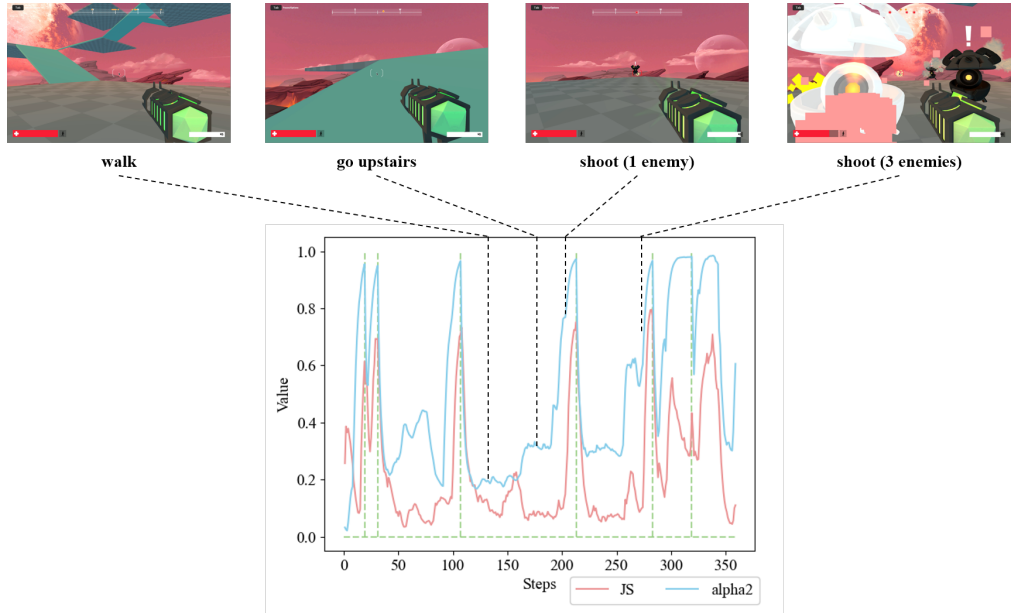 walk
go upstairs
shoot (1 enemy)
shoot (3 enemies)
1.0
0.8
0.6
0.4
0.2
0.0
Value
0 50 100 150 200 250 300 350
Steps
JS alpha2